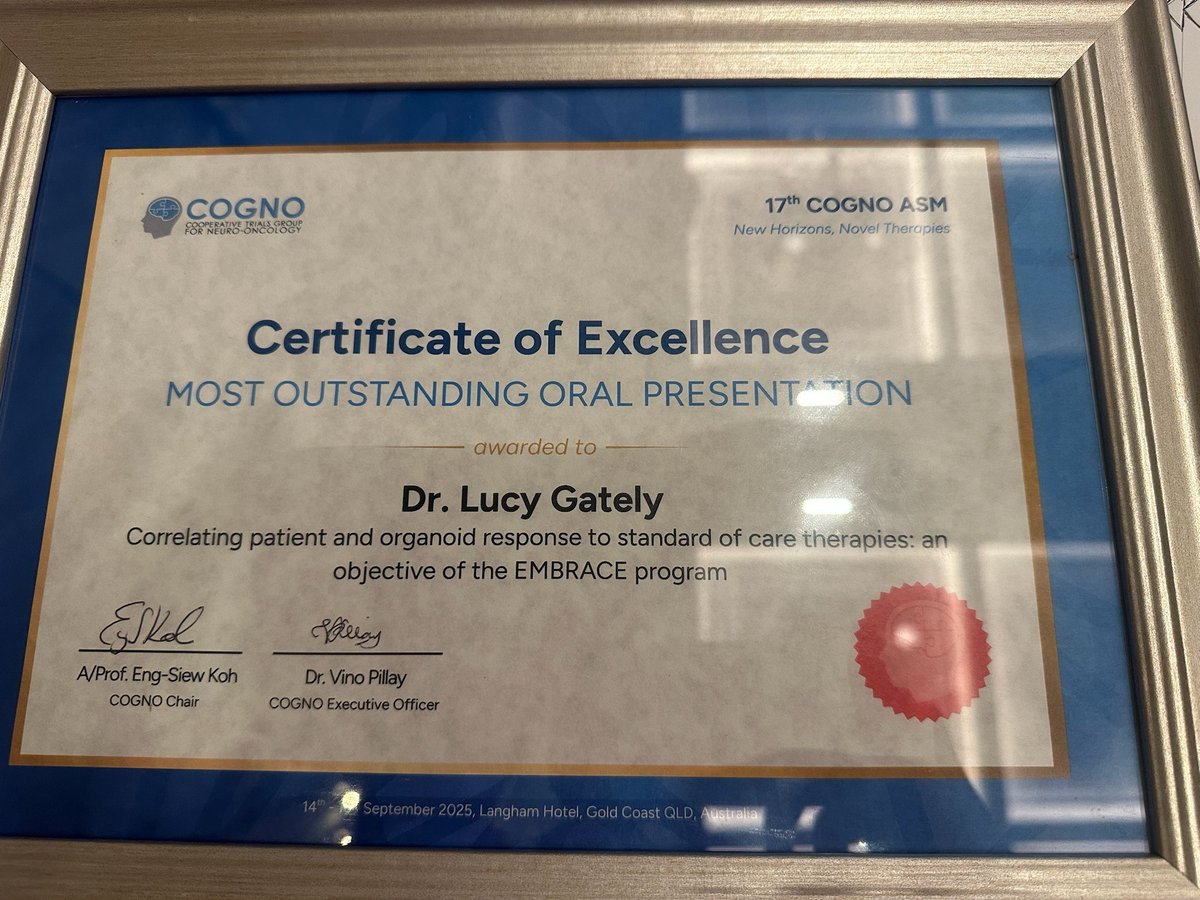 COGNO
COOPERATIVE TRIALS GROUP
FOR NEURO-ONCOLOGY
17th COGNO ASM
New Horizons, Novel Therapies
Certificate of Excellence
MOST OUTSTANDING ORAL PRESENTATION
awarded to
Dr. Lucy Gately
Correlating patient and organoid response to standard of care therapies: an
objective of the EMBRACE program
A/Prof. Eng-Siew Koh
COGNO Chair
Dr. Vino Pillay
COGNO Executive Officer
14th - September 2025, Langham Hotel, Gold Coast QLD, Australia